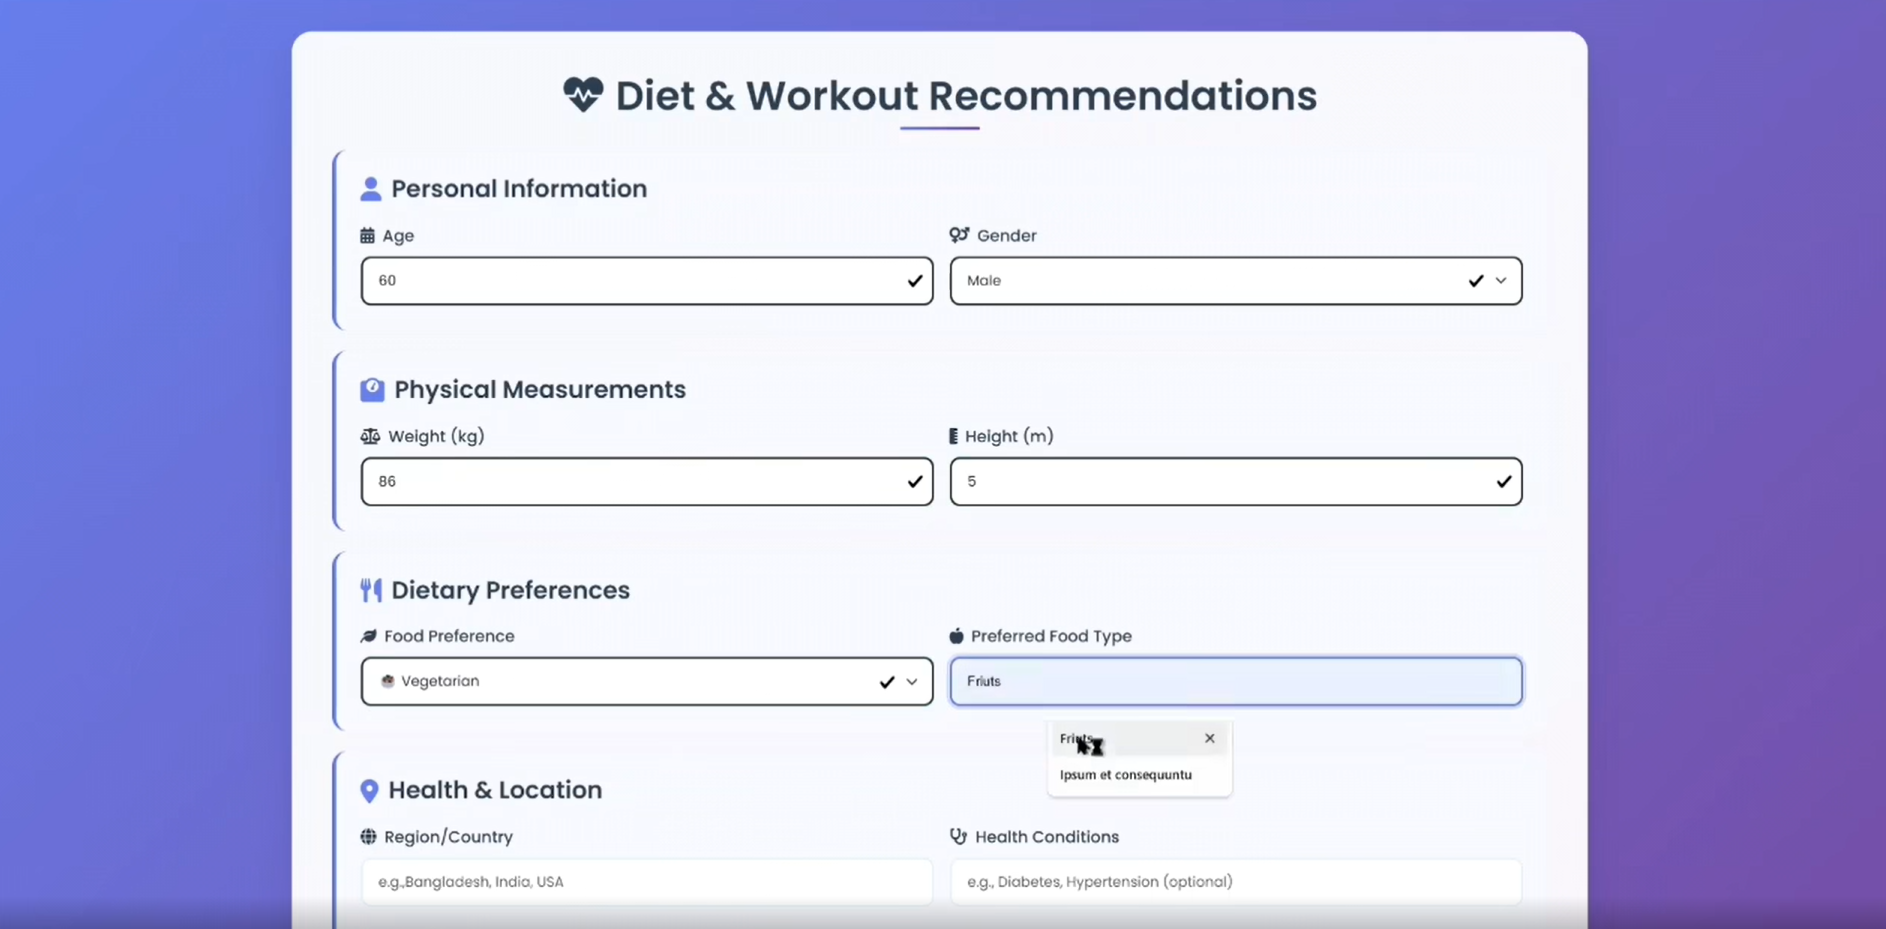 Diet & Workout Recommendations
Personal Information
Age
Gender
60
Male
Physical Measurements
Weight (kg)
Height (m)
86
5
Dietary Preferences
Food Preference
Preferred Food Type
Vegetarian
Friuts
Friuts
Ipsum et consequuntu
Health & Location
Region/Country
Health Conditions
e.g.,Bangladesh, India, USA
e.g., Diabetes, Hypertension (optional)